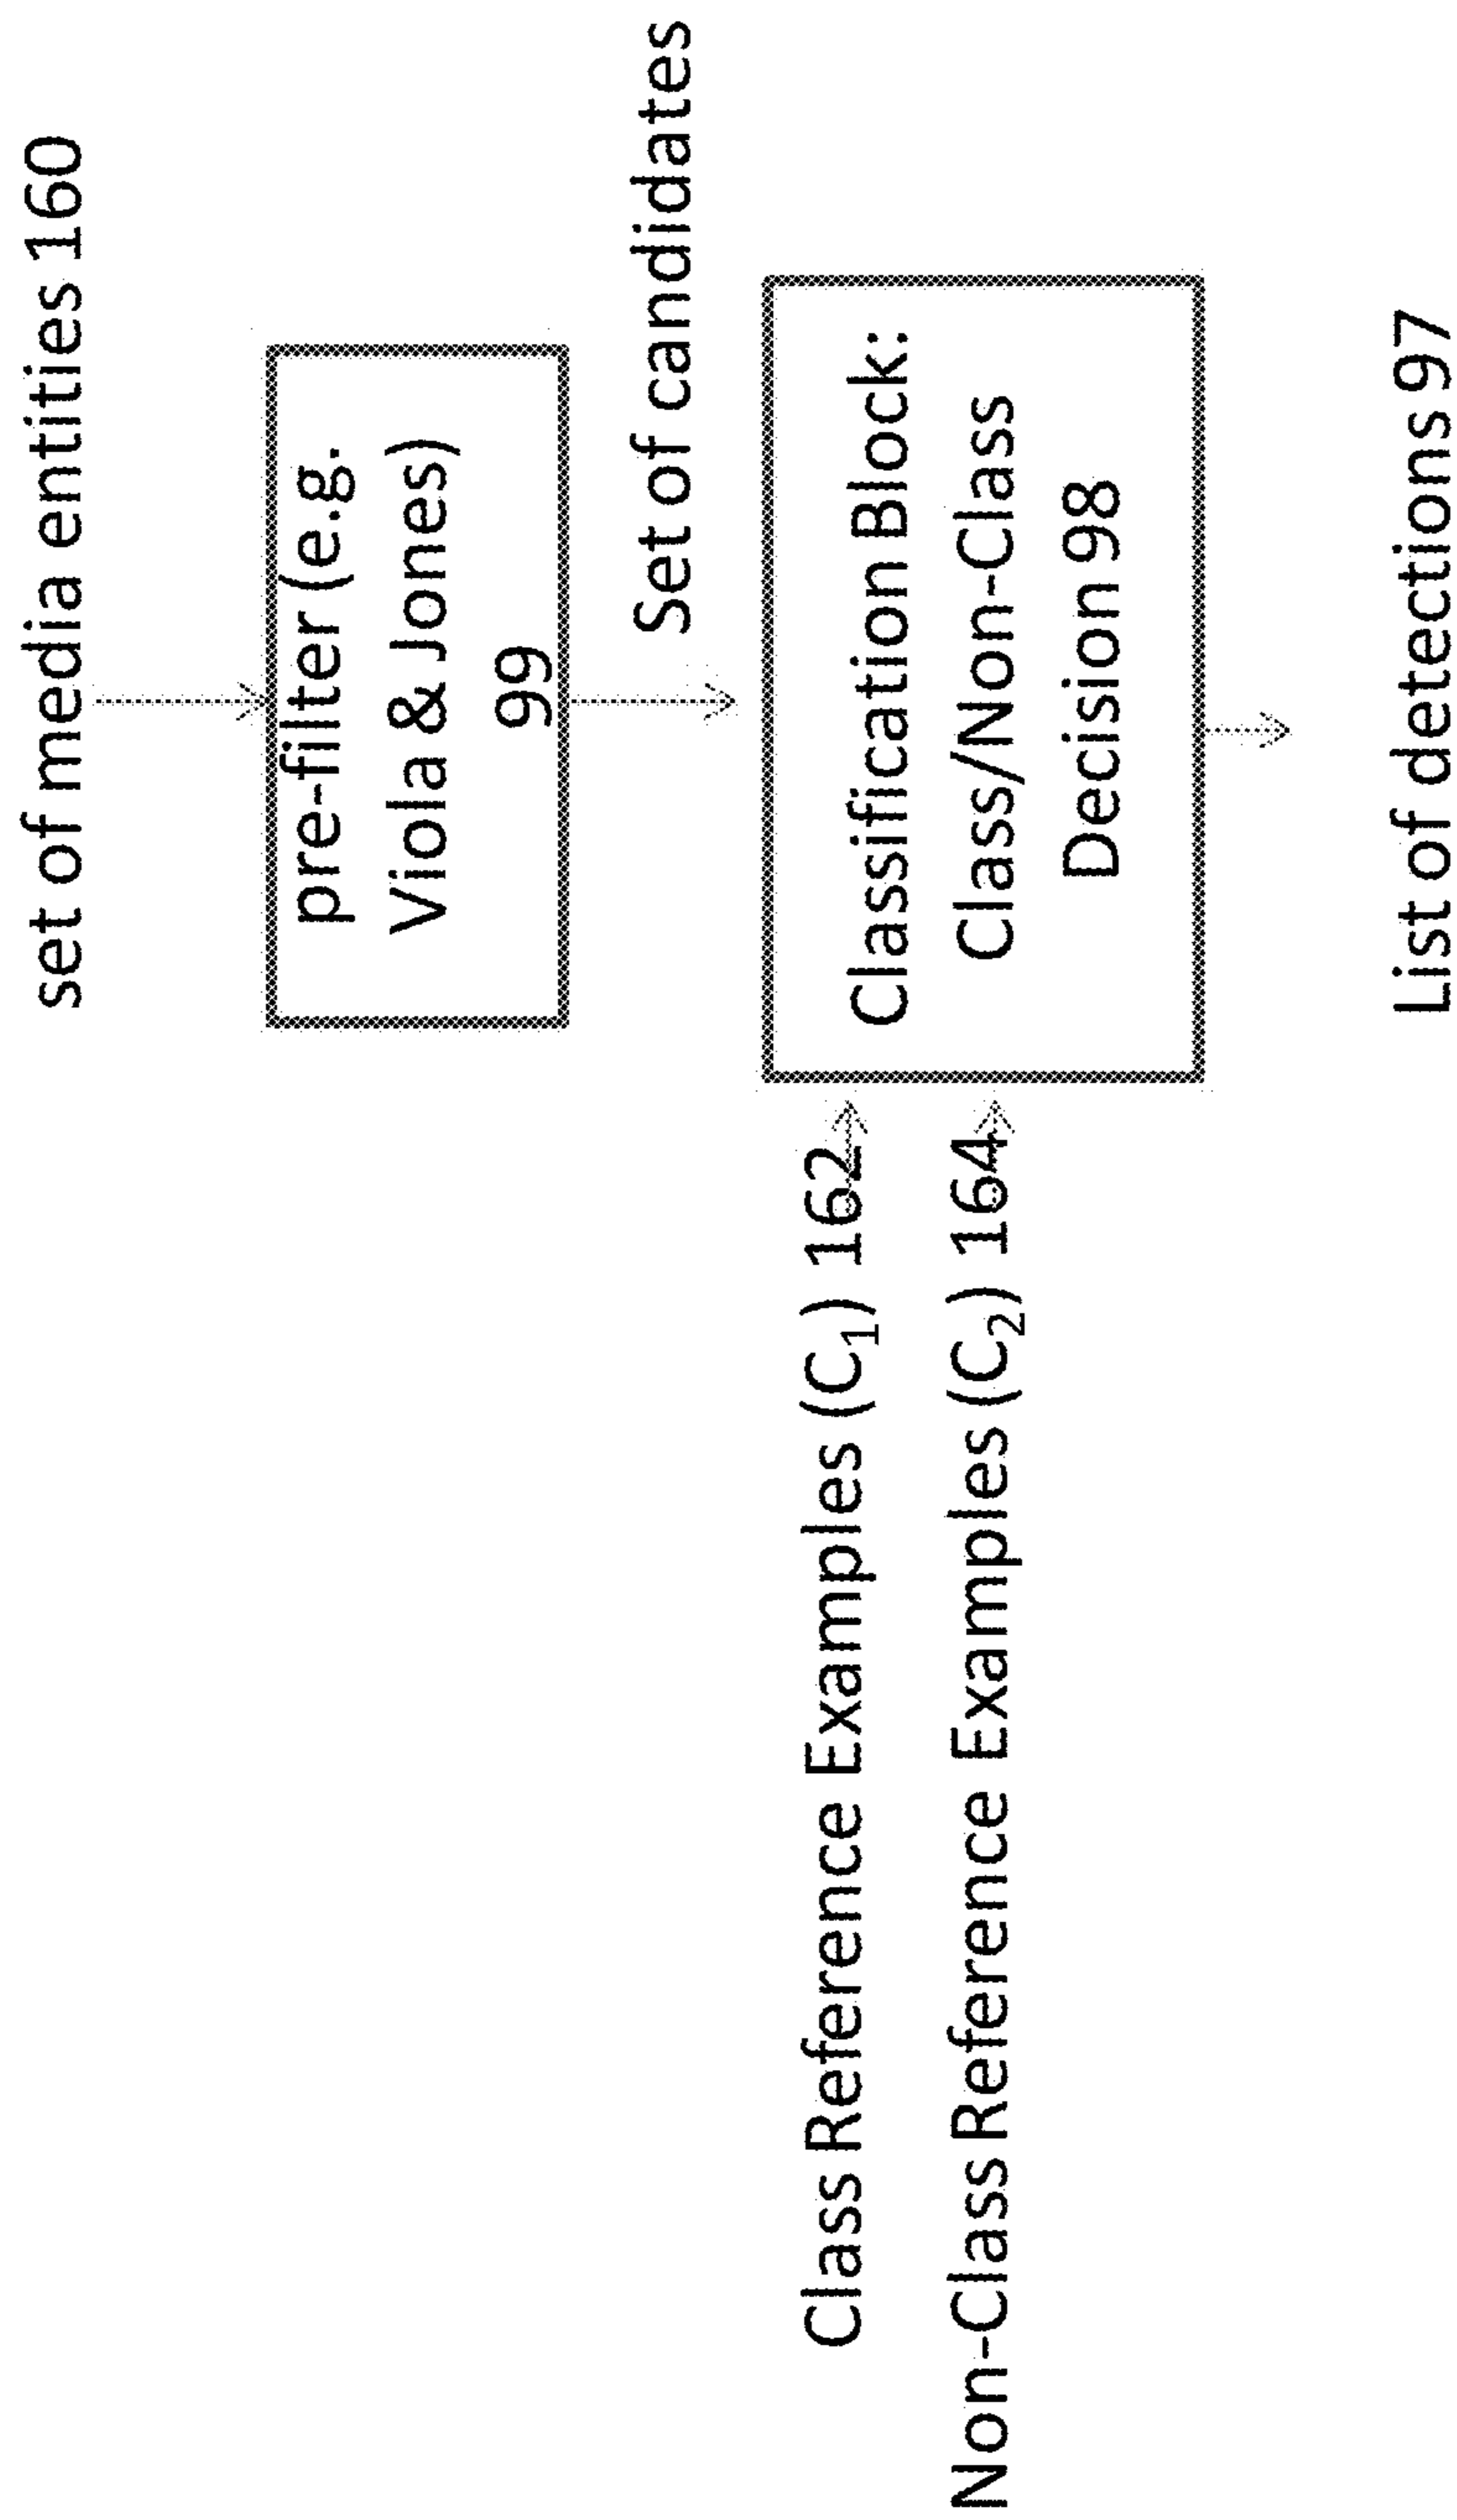 set of media entities 160
pre-filter (e.g.
Viola & Jones)
99
Set of candidates
Class Reference Examples (C₁) 162
Non-Class Reference Examples (C₂) 164
Classification Block:
Class/Non-Class
Decision 98
List of detections 97